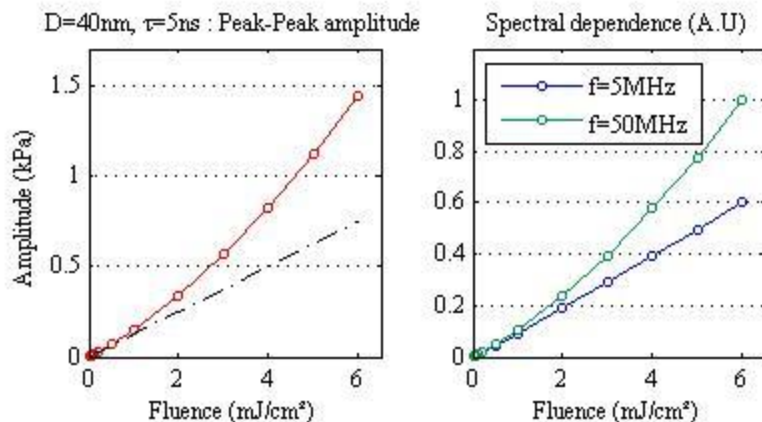 D=40nm, τ=5ns : Peak-Peak amplitude
1.5
1
0.5
0
0
2
4
6
Amplitude (kPa)
Fluence (mJ/cm²)
Spectral dependence (A.U)
f=5MHz
f=50MHz
1
0.8
0.6
0.4
0.2
0
0
2
4
6
Fluence (mJ/cm²)